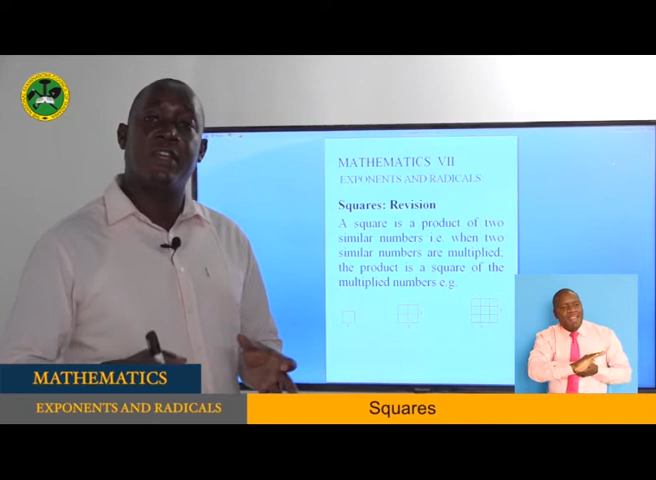 MATHEMATICS VII
EXPONENTS AND RADICALS
Squares: Revision
A square is a product of two
similar numbers i.e. when two
similar numbers are multiplied;
the product is a square of the
multiplied numbers e.g.
MATHEMATICS
EXPONENTS AND RADICALS
Squares